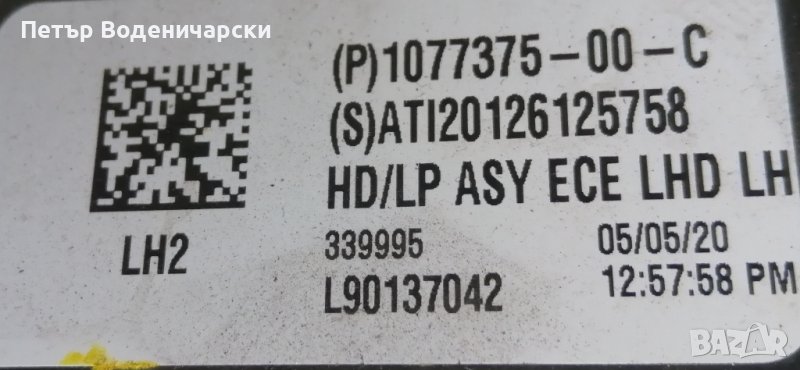 Петър Воденичарски
(P)1077375-00-C
(S)ATI20126125758
HD/LP ASY ECE LHD LH
LH2
339995
05/05/20
L90137042
12:57:58 PM
BAZAR